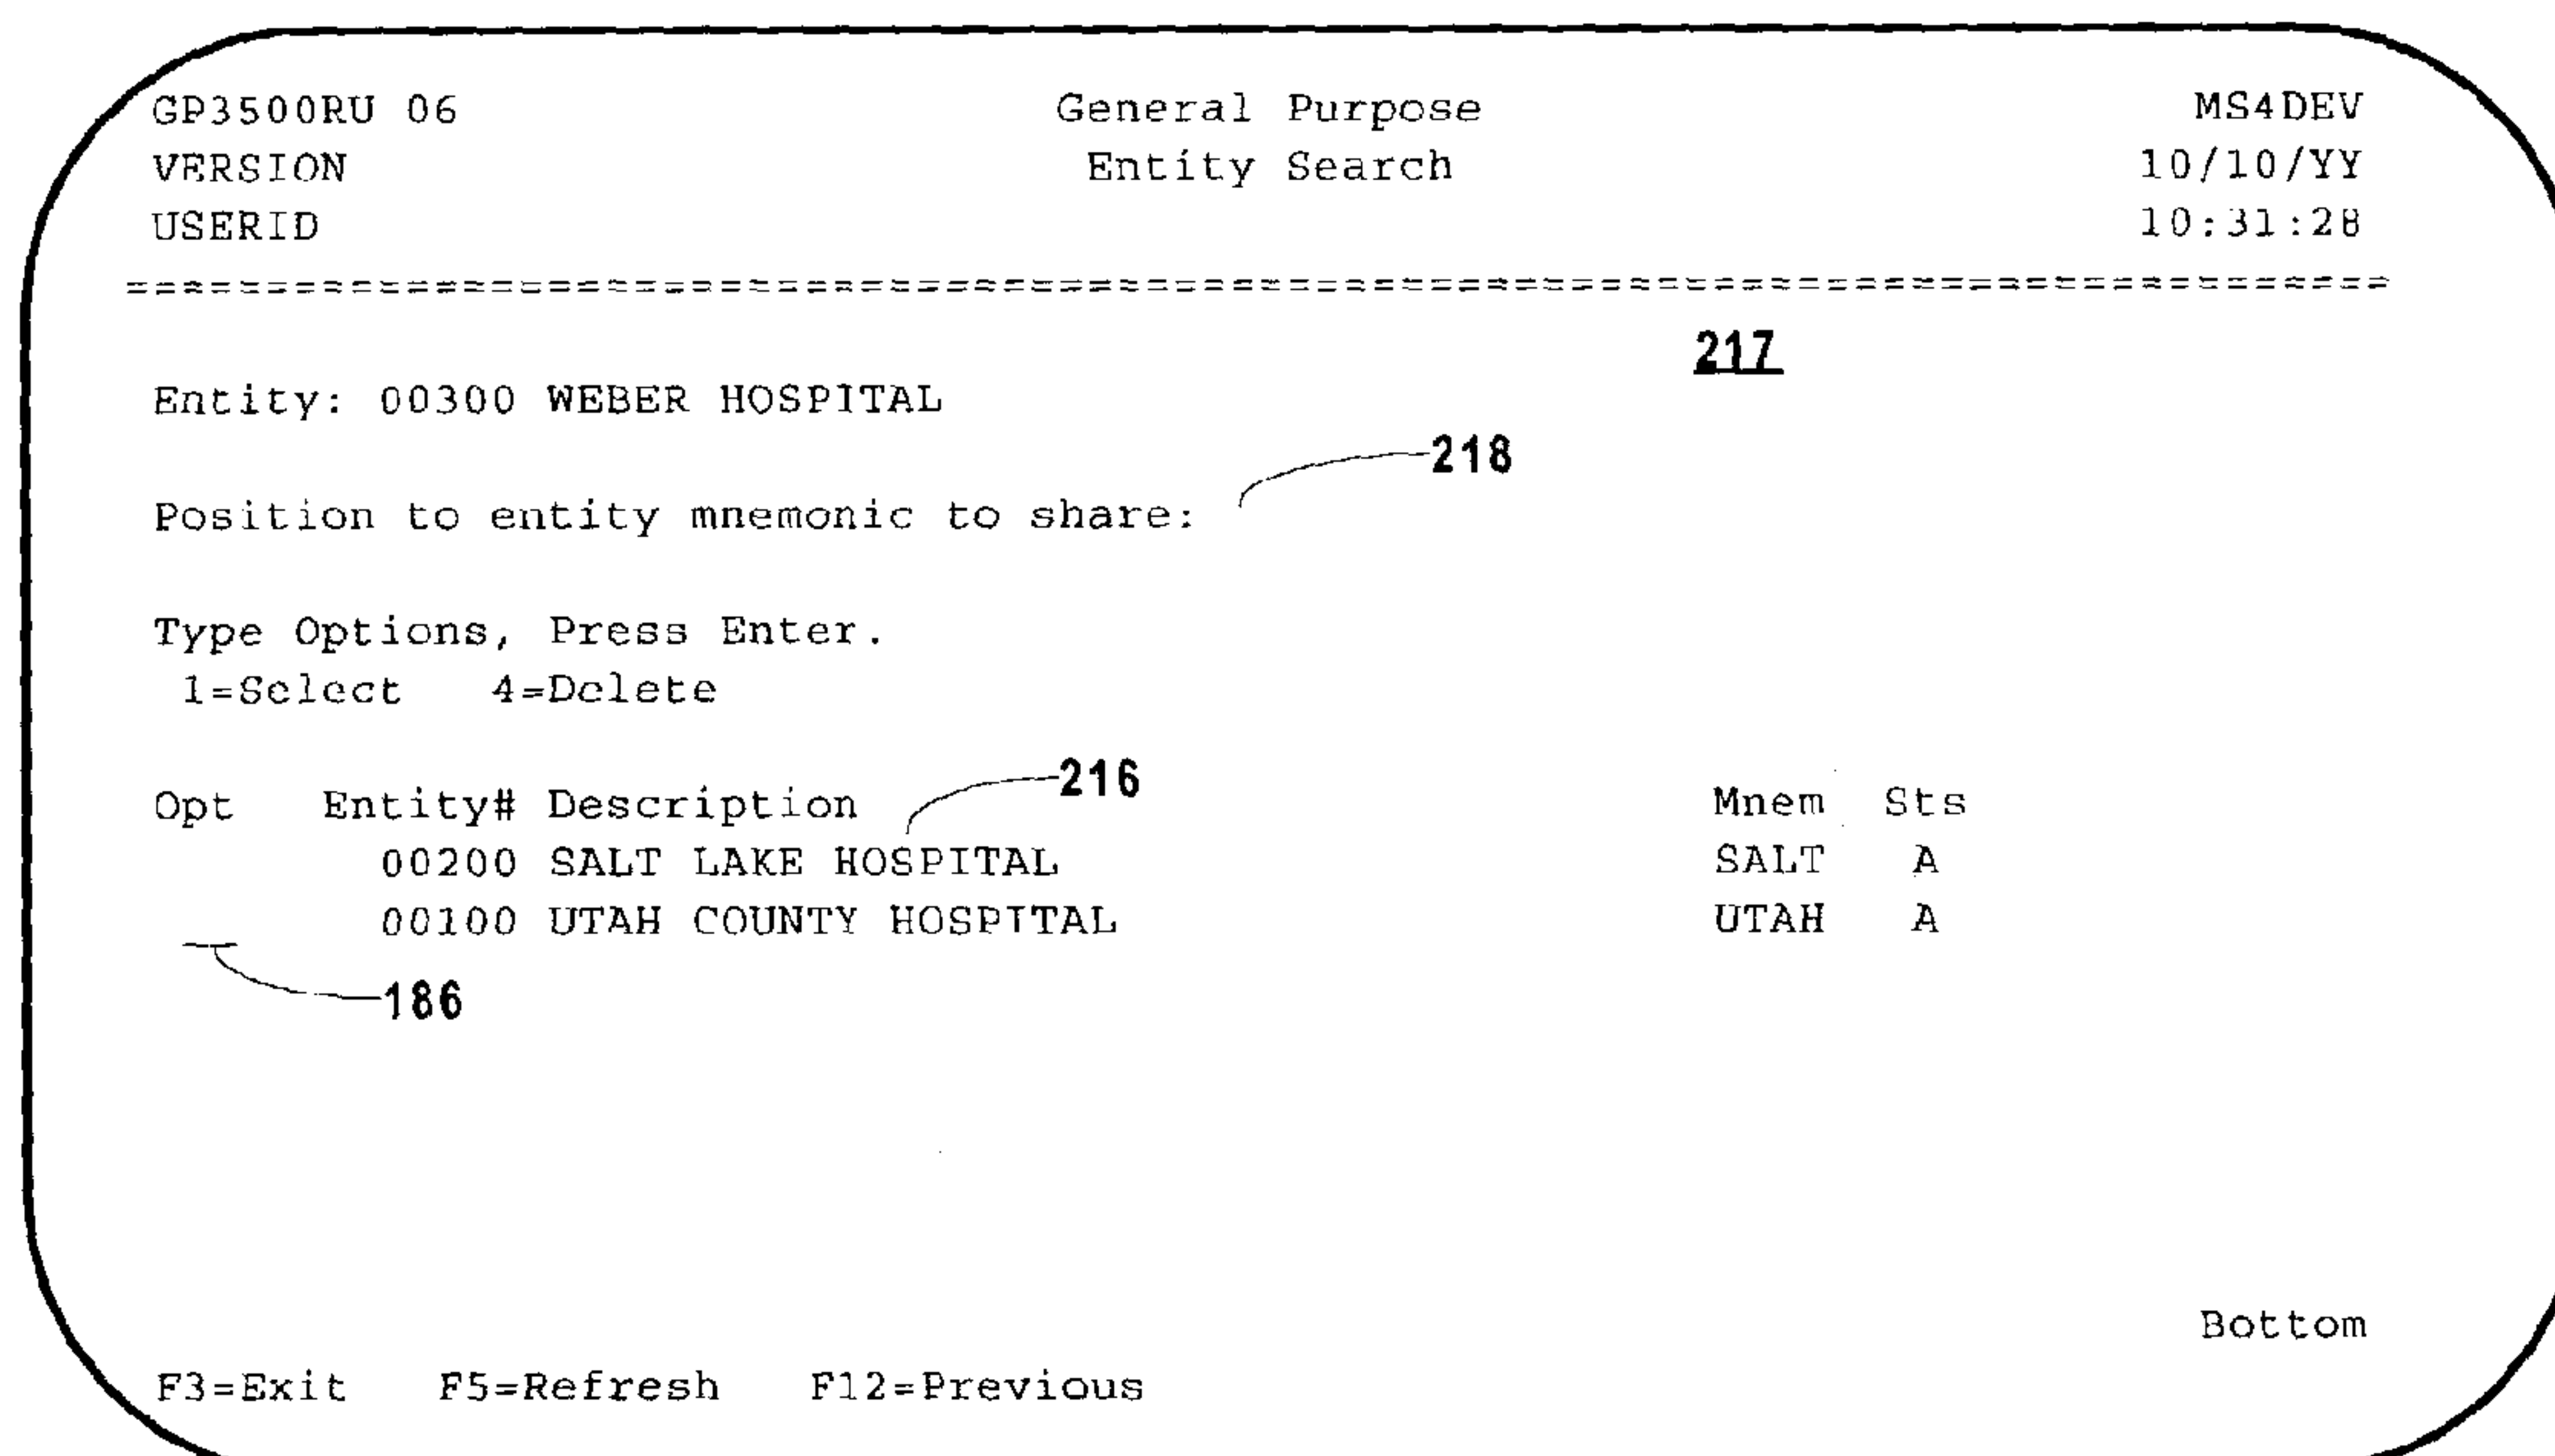 GP3500RU 06 General Purpose MS4DEV
VERSION Entity Search 10/10/YY
USERID 10:31:28
================================================================================
217
Entity: 00300 WEBER HOSPITAL
218
Position to entity mnemonic to share:
Type Options, Press Enter.
1=Select 4=Delete
216
Opt Entity# Description Mnem Sts
00200 SALT LAKE HOSPITAL SALT A
00100 UTAH COUNTY HOSPITAL UTAH A
186
Bottom
F3=Exit F5=Refresh F12=Previous